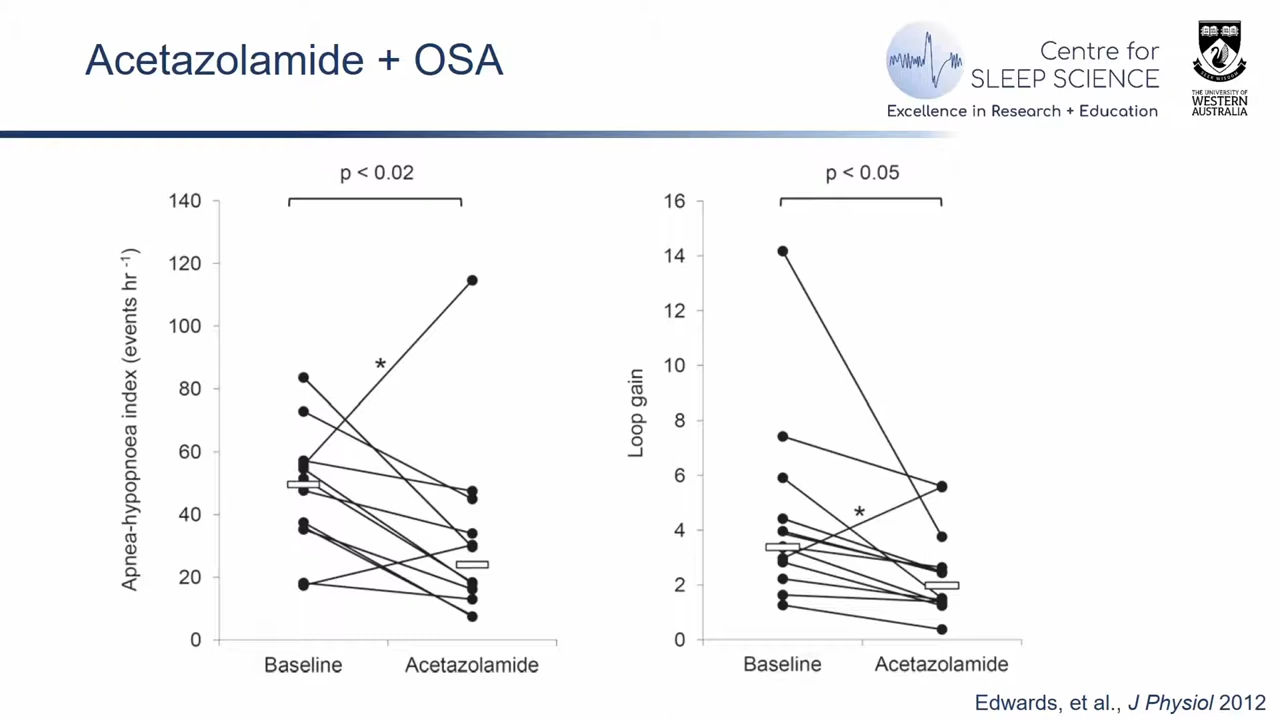 Acetazolamide + OSA
Centre for
SLEEP SCIENCE
Excellence in Research + Education
THE UNIVERSITY OF
WESTERN
AUSTRALIA
p < 0.02
140
120
100
80
60
40
20
0
Apnea-hypopnoea index (events hr -1)
*
Baseline
Acetazolamide
p < 0.05
16
14
12
10
8
6
4
2
0
Loop gain
*
Baseline
Acetazolamide
Edwards, et al., J Physiol 2012